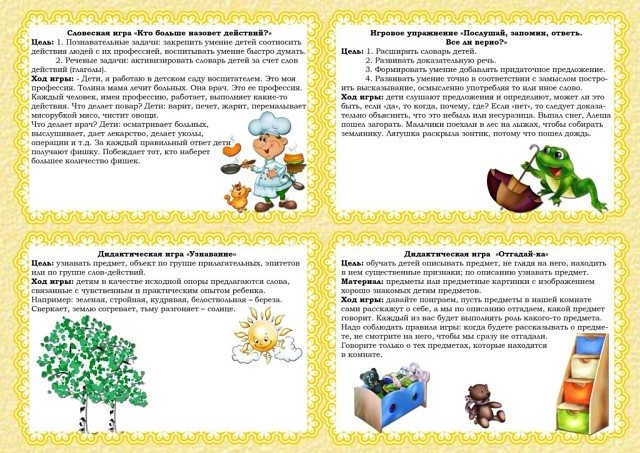 Словесная игра «Кто больше назовет действий?»
Цель: 1. Познавательные задачи: закрепить умение детей соотносить
действия людей с их профессией, воспитывать умение быстро думать.
2. Речевые задачи: активизировать словарь детей за счет слов
действий (глаголы).
Ход игры: - Дети, я работаю в детском саду воспитателем. Это моя
профессия. Толина мама лечит больных. Она врач. Это ее профессия.
Каждый человек, имея профессию, работает, выполняет какие-то
действия. Что делает повар? Дети: варит, печет, жарит, перемалывает
мясорубкой мясо, чистит овощи.
Что делает врач? Дети: осматривает больных,
выслушивает, дает лекарство, делает уколы,
операции и т.д. За каждый правильный ответ дети
получают фишку. Побеждает тот, кто наберет
большее количество фишек.
Игровое упражнение «Послушай, запомни, ответь.
Все ли верно?»
Цель: 1. Расширять словарь детей.
2. Развивать доказательную речь.
3. Формировать умение добавлять придаточное предложение.
4. Развивать умение точно в соответствии с замыслом постро-
ить высказывание, осмысленно употребляя то или иное слово.
Ход игры: дети слушают предложения и определяют, может ли это
быть, если «да», то когда, почему, где? Если «нет», то следует доказа-
тельно объяснить, что это небыль или несуразица. Выпал снег, Алеша
пошел загорать. Мальчики поехали в лес на лыжах, чтобы собирать
землянику. Лягушка раскрыла зонтик, потому что пошел дождь.
Дидактическая игра «Узнавание»
Цель: узнавать предмет, объект по группе прилагательных, эпитетов
или по группе слов-действий.
Ход игры: детям в качестве исходной опоры предлагаются слова,
связанные с чувственным и практическим опытом ребенка.
Например: зеленая, стройная, кудрявая, белоствольная – береза.
Сверкает, землю согревает, тьму разгоняет – солнце.
Дидактическая игра «Отгадай-ка»
Цель: обучать детей описывать предмет, не глядя на него, находить
в нем существенные признаки; по описанию узнавать предмет.
Материал: предметы или предметные картинки с изображением
хорошо знакомых детям предметов.
Ход игры: давайте поиграем, пусть предметы в нашей комнате
сами расскажут о себе, а мы по описанию отгадаем, какой предмет
говорит. Каждый из вас будет выполнять роль какого-то предмета.
Надо соблюдать правила игры: когда будете рассказывать о предме-
те, не смотрите на него, чтобы мы сразу не отгадали.
Говорите только о тех предметах, которые находятся
в комнате.